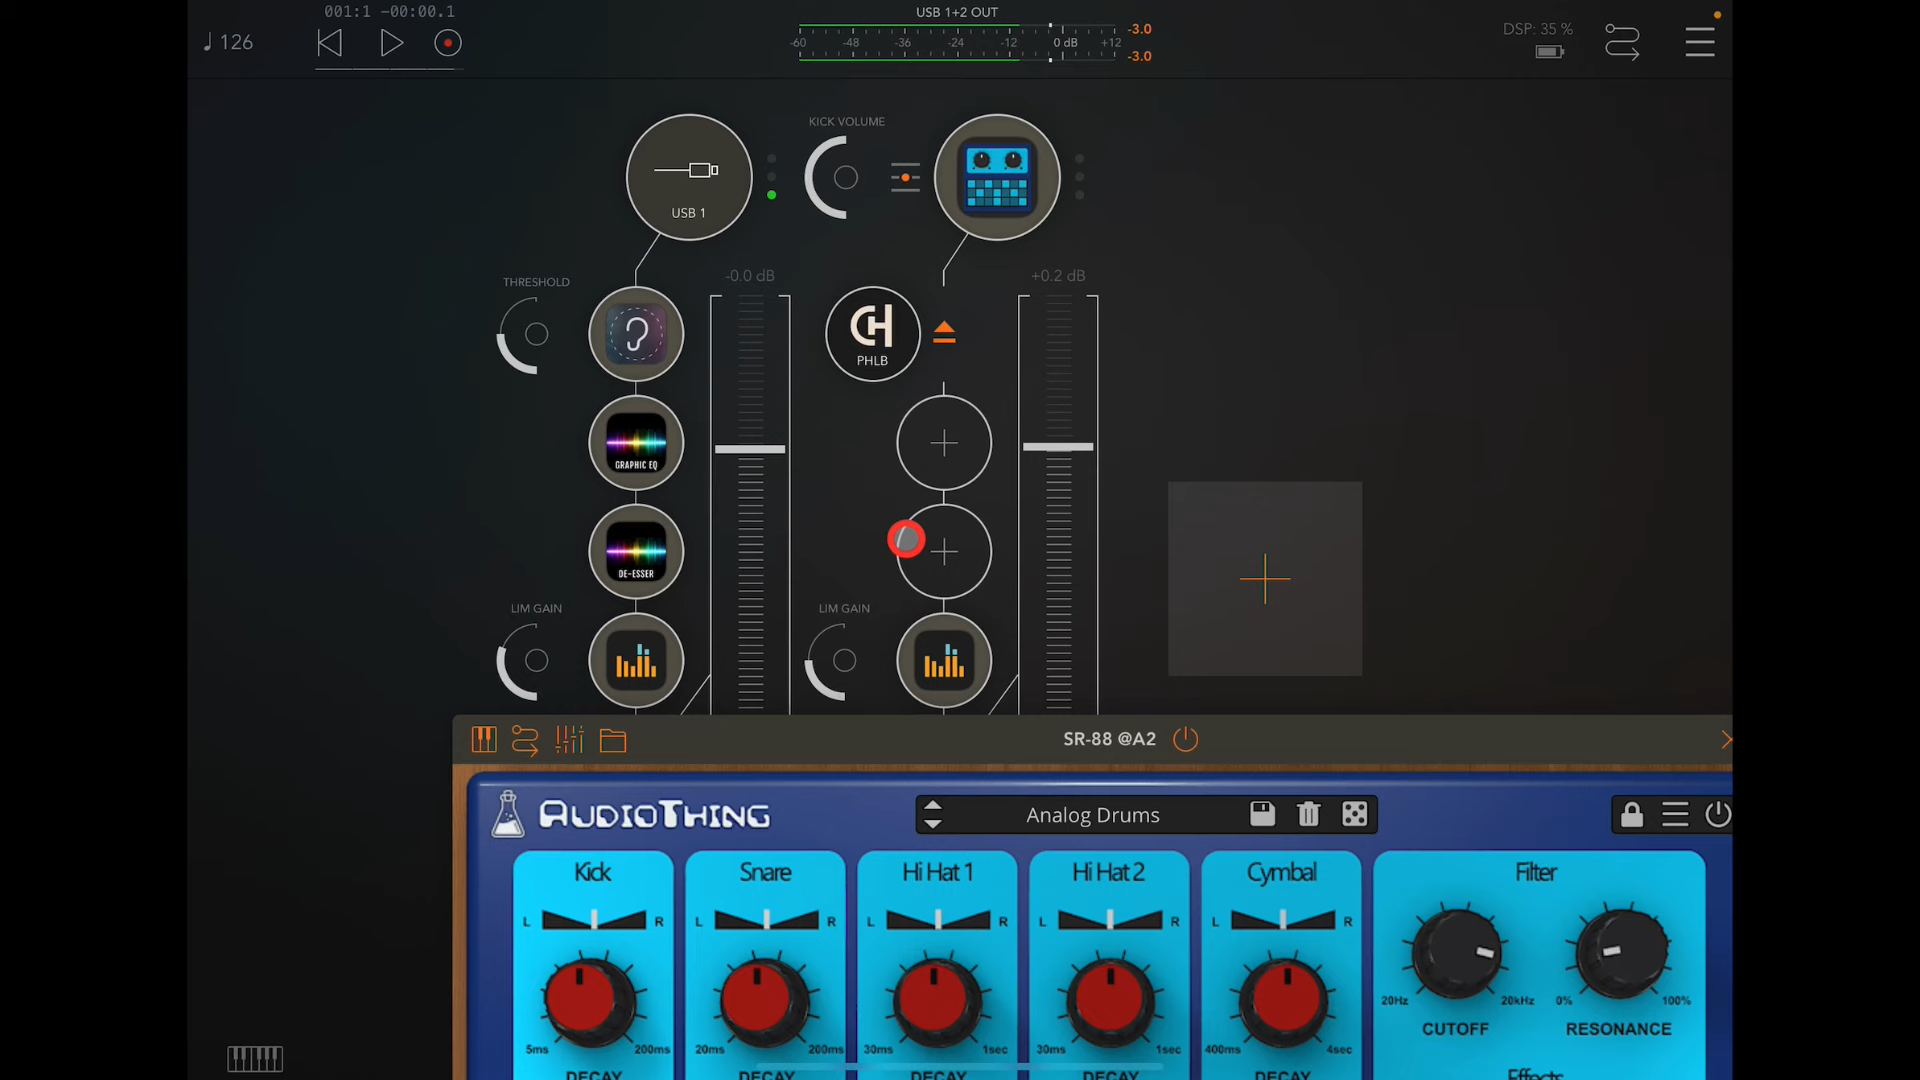 001:1 -00:00.1
USB 1+2 OUT
126
-60 -48 -36 -24 -12 0 dB +12
-3.0
-3.0
DSP: 35 %
KICK VOLUME
USB 1
THRESHOLD
-0.0 dB
+0.2 dB
PHLB
GRAPHIC EQ
DE-ESSER
LIM GAIN
LIM GAIN
SR-88 @A2
AudioThing
Analog Drums
Kick
Snare
Hi Hat 1
Hi Hat 2
Cymbal
Filter
L R
L R
L R
L R
L R
20Hz 20kHz
0% 100%
CUTOFF
RESONANCE
5ms 200ms
20ms 200ms
30ms 1sec
30ms 1sec
400ms 4sec
DECAY
DECAY
DECAY
DECAY
DECAY
Effects